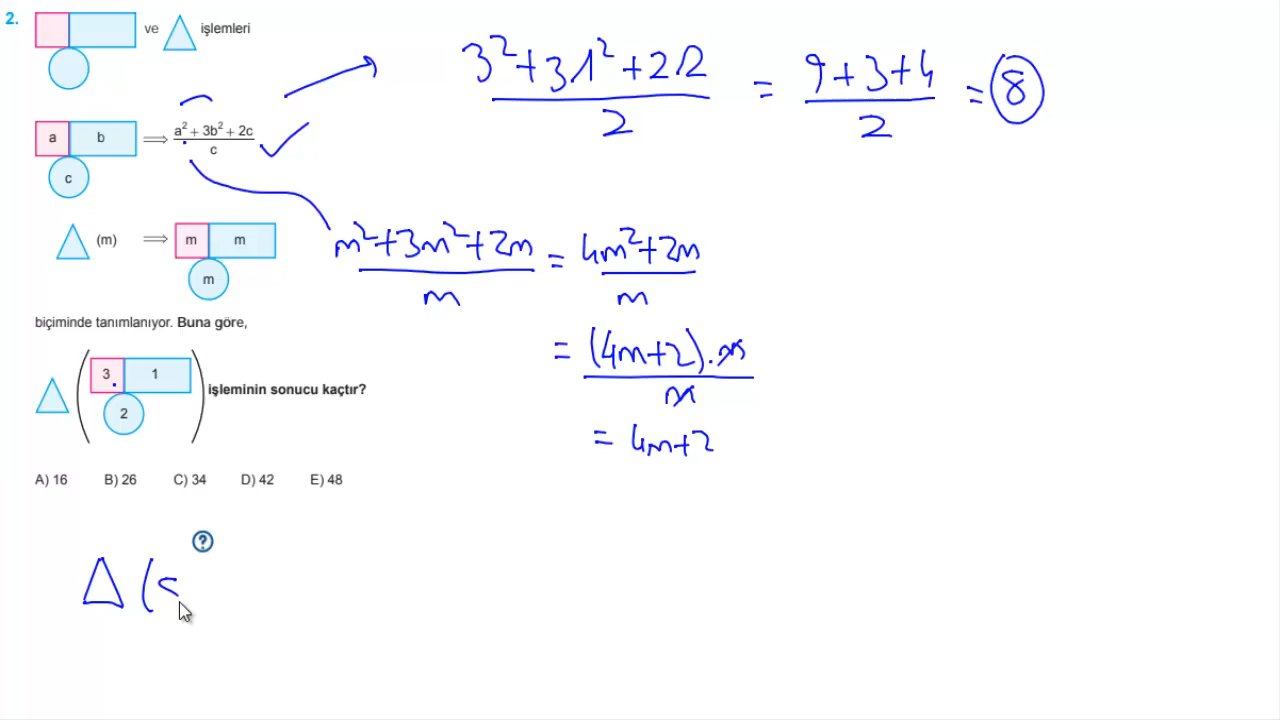 2. ve işlemleri
3² + 3.1² + 2.2 / 2 = 9 + 3 + 4 / 2 = 8
a b ⟹ a² + 3b² + 2c / c
c
(m) ⟹ m m
m
m² + 3m² + 2m / m = 4m² + 2m / m
= (4m+2).m / m
= 4m+2
biçiminde tanımlanıyor. Buna göre,
Δ ( 3 1 2 ) işleminin sonucu kaçtır?
A) 16 B) 26 C) 34 D) 42 E) 48
?
Δ (